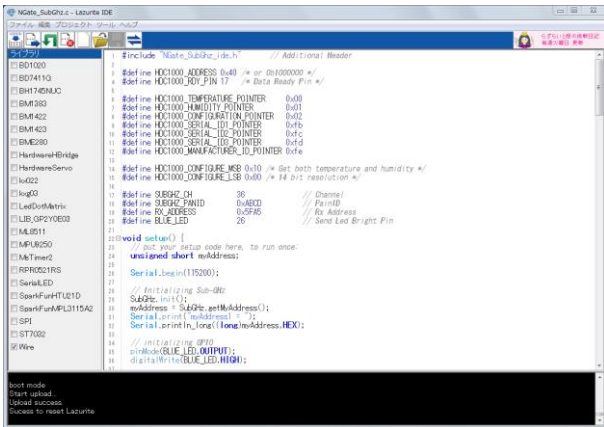 NGate_SubGhz.c - Lazurite IDE
ファイル 編集 プロジェクト ツール ヘルプ
ライブラリ
BD1020
BD7411G
BH1745NUC
BM1383
BM1422
BM1423
BME280
HardwareHBridge
HardwareServo
lx022
log03
LedDotMatrix
LIB_GP2Y0E03
ML8511
MPU9250
MsTimer2
RPR0521RS
SerialLED
SparkFunHTU21D
SparkFunMPL3115A2
SPI
ST7032
Wire
#include "NGate_SubGhz_ide.h" // Additional Header
#define HDC1000_ADDRESS 0x40 /* or 0b1000000 */
#define HDC1000_RDY_PIN 17 /* Data Ready Pin */
#define HDC1000_TEMPERATURE_POINTER 0x00
#define HDC1000_HUMIDITY_POINTER 0x01
#define HDC1000_CONFIGURATION_POINTER 0x02
#define HDC1000_SERIAL_ID1_POINTER 0xfb
#define HDC1000_SERIAL_ID2_POINTER 0xfc
#define HDC1000_SERIAL_ID3_POINTER 0xfd
#define HDC1000_MANUFACTURER_ID_POINTER 0xfe
#define HDC1000_CONFIGURE_MSB 0x10 /* Get both temperature and humidity */
#define HDC1000_CONFIGURE_LSB 0x00 /* 14 bit resolution */
#define SUBGHZ_CH 36 // Channel
#define SUBGHZ_PANID 0xABCD // PanID
#define RX_ADDRESS 0x5FA5 // Rx Address
#define BLUE_LED 26 // Send Led Bright Pin
void setup() {
// put your setup code here, to run once:
unsigned short myAddress;
Serial.begin(115200);
// Initializing Sub-GHz
SubGHz.init();
myAddress = SubGHz.getMyAddress();
Serial.print("myAddress1 = ");
Serial.println_long((long)myAddress,HEX);
// initializing GPIO
pinMode(BLUE_LED,OUTPUT);
digitalWrite(BLUE_LED,HIGH);
boot mode
Start upload..
Upload success.
Sucess to reset Lazurite